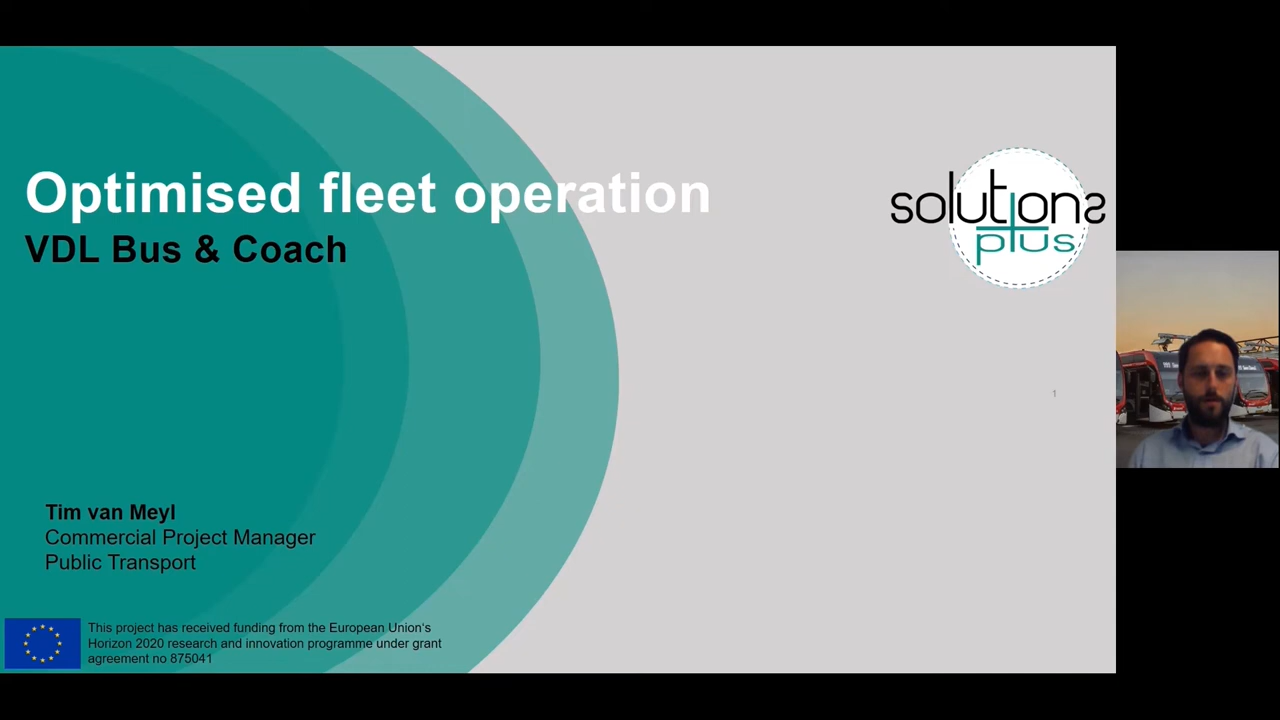 Optimised fleet operation
VDL Bus & Coach
solutions
plus
1
Tim van Meyl
Commercial Project Manager
Public Transport
This project has received funding from the European Union‘s
Horizon 2020 research and innovation programme under grant
agreement no 875041